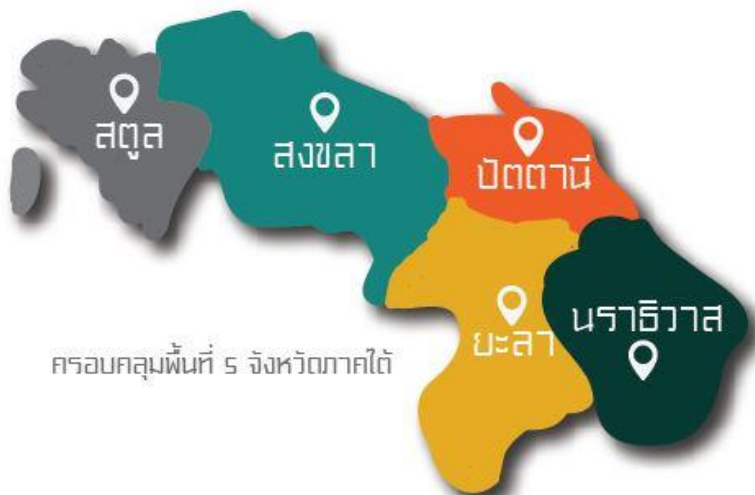 สตูล
สงขลา
ปัตตานี
ยะลา
นราธิวาส
ครอบคลุมพื้นที่ 5 จังหวัดภาคใต้